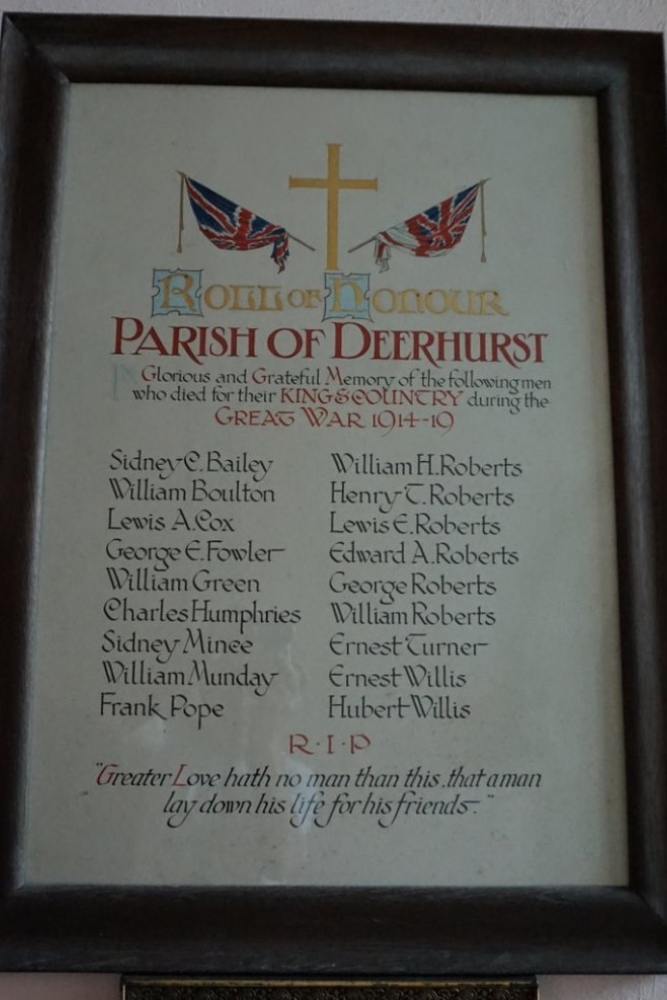 ROLL OF HONOUR
PARISH OF DEERHURST
IN Glorious and Grateful Memory of the following men
who died for their KING & COUNTRY during the
GREAT WAR 1914-19
Sidney C. Bailey
William Boulton
Lewis A. Cox
George E. Fowler
William Green
Charles Humphries
Sidney Minee
William Munday
Frank Pope
William H. Roberts
Henry T. Roberts
Lewis E. Roberts
Edward A. Roberts
George Roberts
William Roberts
Ernest Turner
Ernest Willis
Hubert Willis
R·I·P
"Greater Love hath no man than this, that a man
lay down his life for his friends."